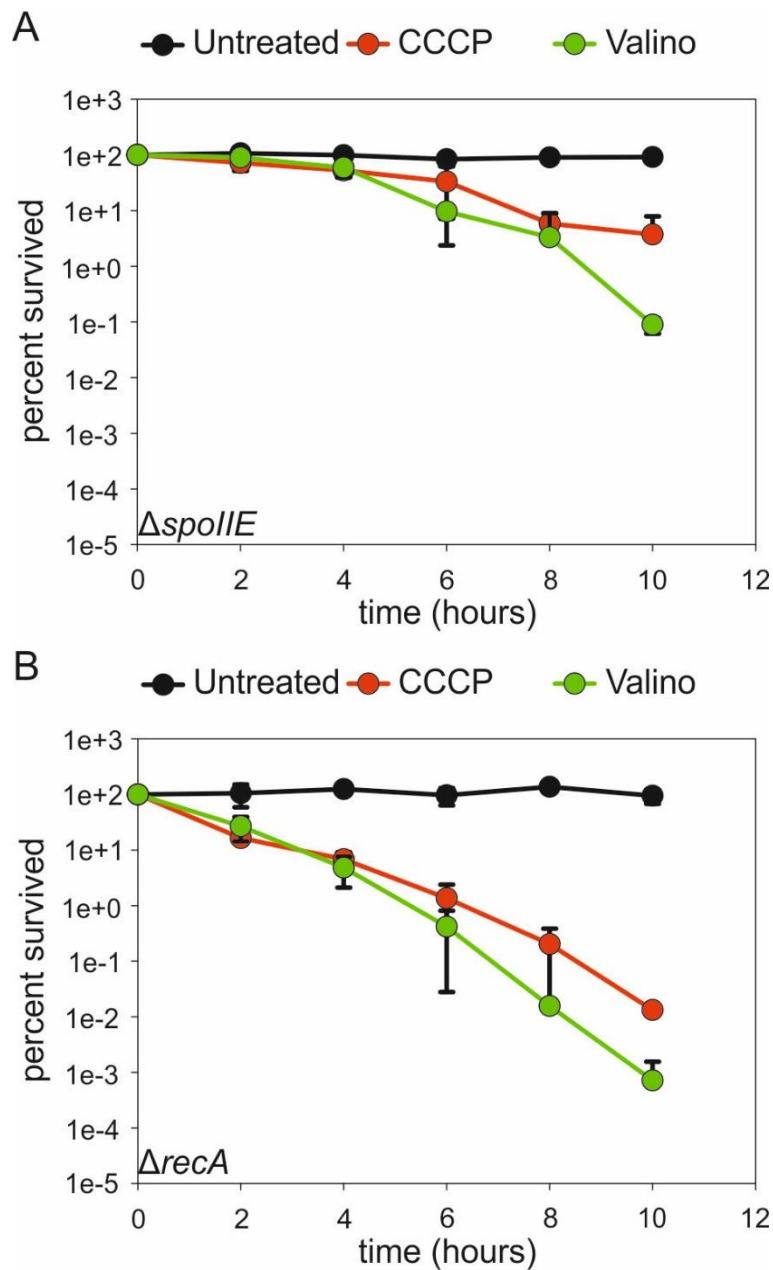 A
Untreated CCCP Valino
1e+3
1e+2
1e+1
1e+0
1e-1
1e-2
1e-3
1e-4
1e-5
percent survived
ΔspoIIE
0 2 4 6 8 10 12
time (hours)
B
Untreated CCCP Valino
1e+3
1e+2
1e+1
1e+0
1e-1
1e-2
1e-3
1e-4
1e-5
percent survived
ΔrecA
0 2 4 6 8 10 12
time (hours)